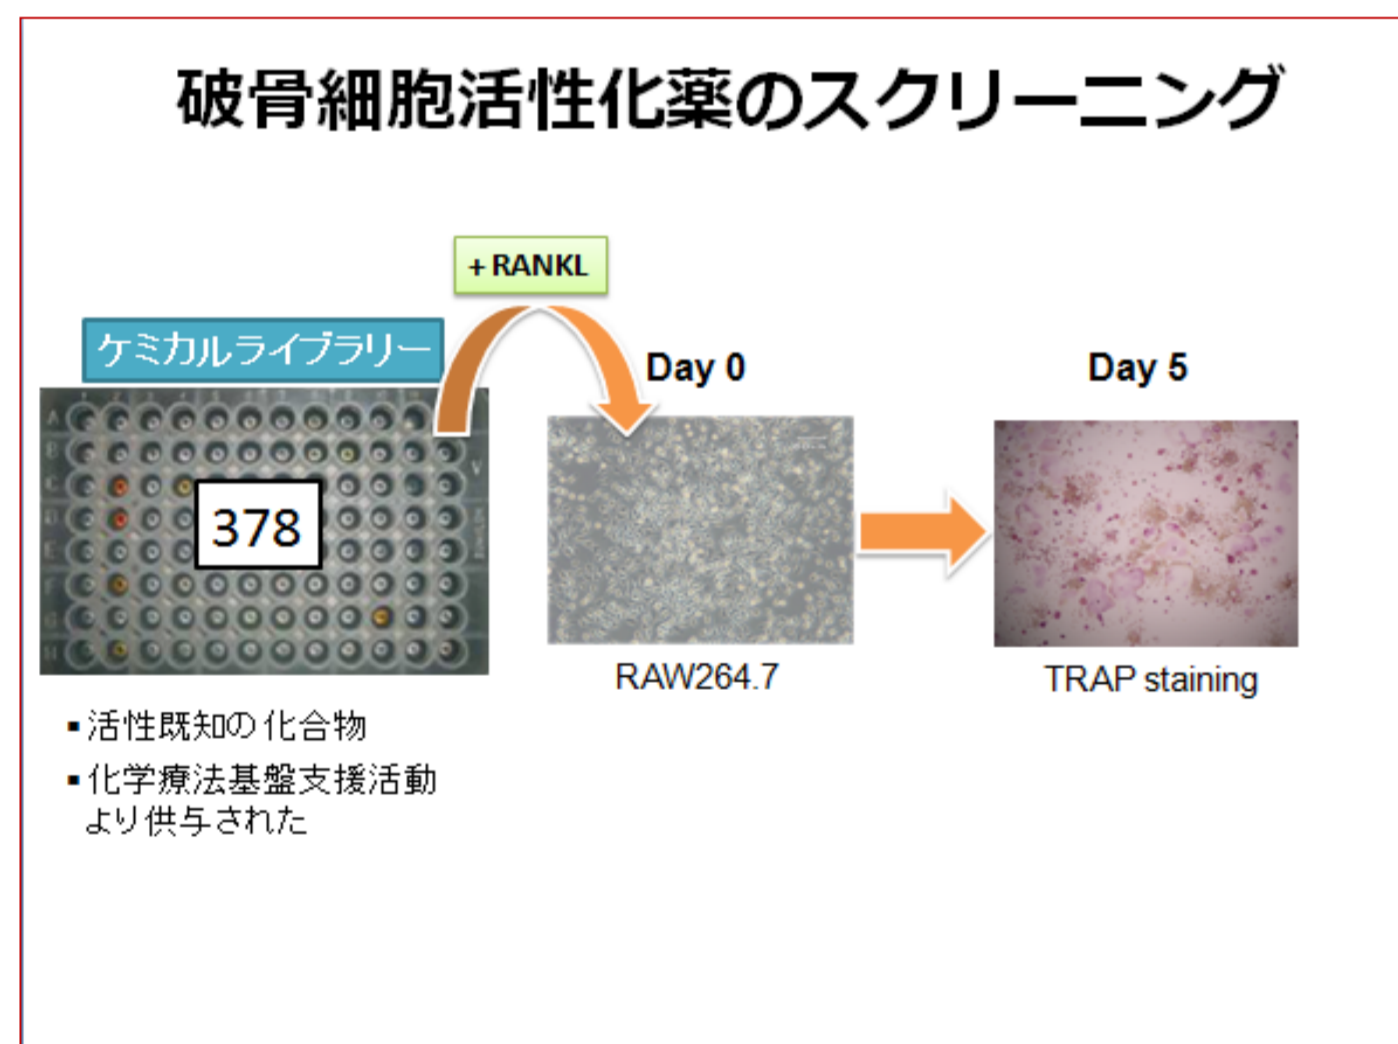 破骨細胞活性化薬のスクリーニング
+ RANKL
ケミカルライブラリー
Day 0
Day 5
378
RAW264.7
TRAP staining
▪活性既知の化合物
▪化学療法基盤支援活動
より供与された